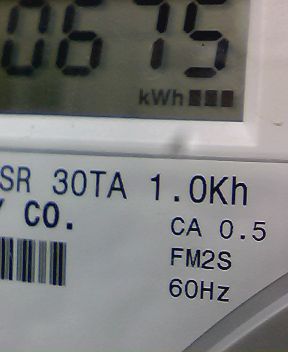 0675
kWh
SR 30TA 1.0Kh
Y CO.
CA 0.5
FM2S
60Hz